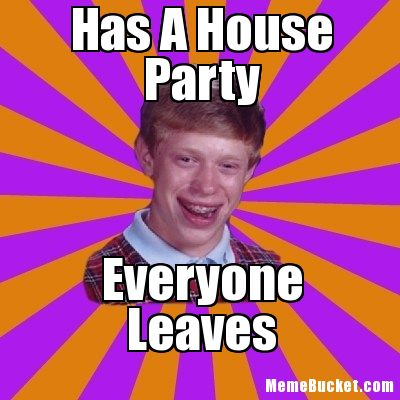 Has A House
Party
Everyone
Leaves
MemeBucket.com